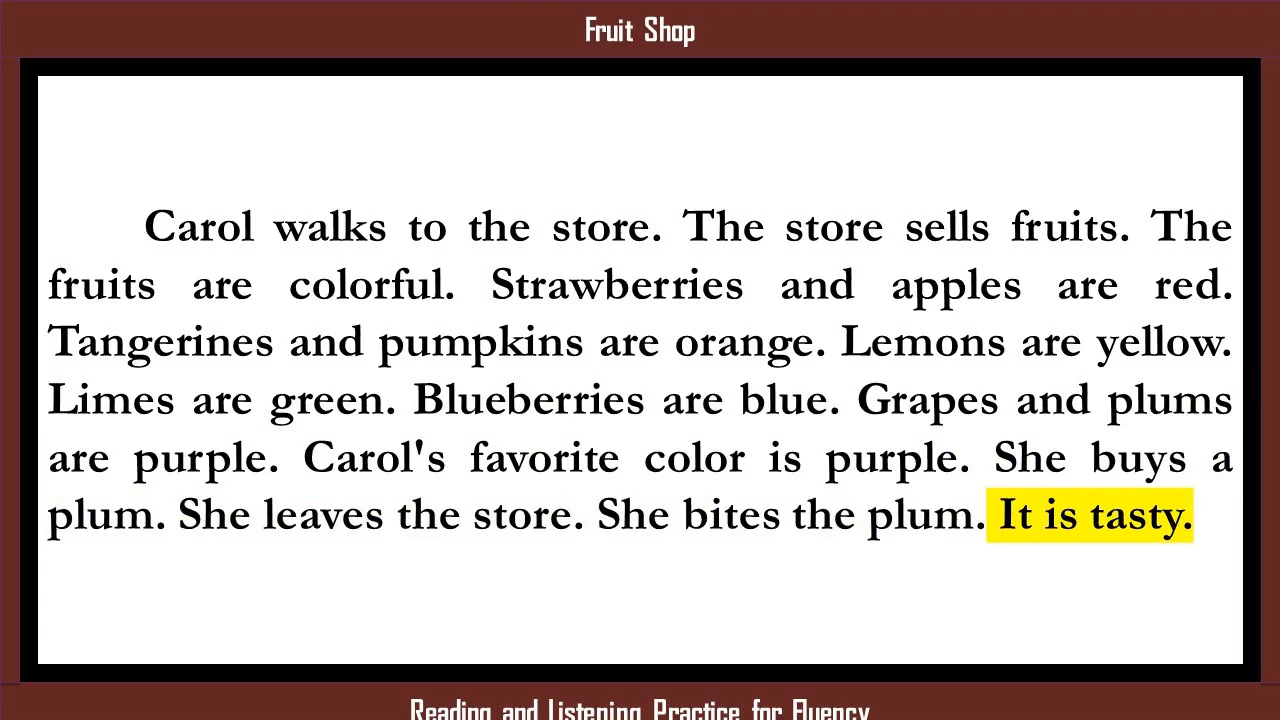 Fruit Shop
Carol walks to the store. The store sells fruits. The
fruits are colorful. Strawberries and apples are red.
Tangerines and pumpkins are orange. Lemons are yellow.
Limes are green. Blueberries are blue. Grapes and plums
are purple. Carol's favorite color is purple. She buys a
plum. She leaves the store. She bites the plum. It is tasty.
Reading and Listening Practice for Fluency